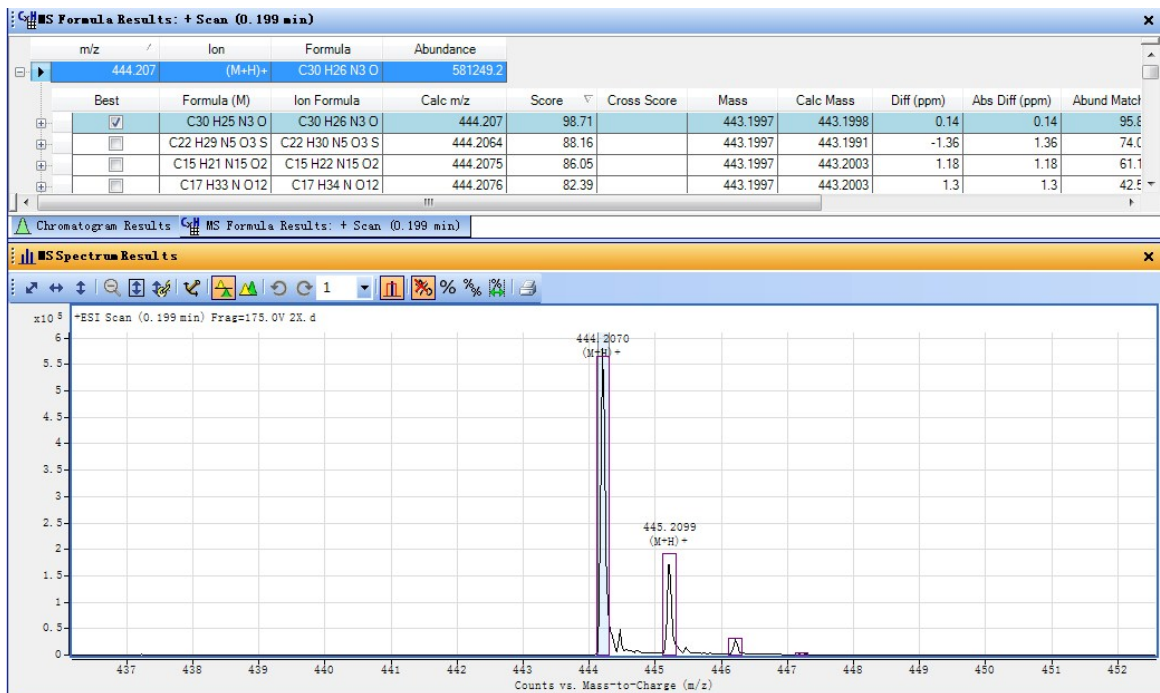 MS Formula Results: + Scan (0.199 min)
m/z Ion Formula Abundance
444.207 (M+H)+ C30 H26 N3 O 581249.2
Best Formula (M) Ion Formula Calc m/z Score Cross Score Mass Calc Mass Diff (ppm) Abs Diff (ppm) Abund Match
C30 H25 N3 O C30 H26 N3 O 444.207 98.71 443.1997 443.1998 0.14 0.14 95.8
C22 H29 N5 O3 S C22 H30 N5 O3 S 444.2064 88.16 443.1997 443.1991 -1.36 1.36 74.0
C15 H21 N15 O2 C15 H22 N15 O2 444.2075 86.05 443.1997 443.2003 1.18 1.18 61.1
C17 H33 N O12 C17 H34 N O12 444.2076 82.39 443.1997 443.2003 1.3 1.3 42.5
Chromatogram Results MS Formula Results: + Scan (0.199 min)
MS Spectrum Results
1
x10 5 +ESI Scan (0.199 min) Frag=175.0V 2X.d
6
5.5
5
4.5
4
3.5
3
2.5
2
1.5
1
0.5
0
444.2070
(M+H)+
445.2099
(M+H)+
437 438 439 440 441 442 443 444 445 446 447 448 449 450 451 452
Counts vs. Mass-to-Charge (m/z)